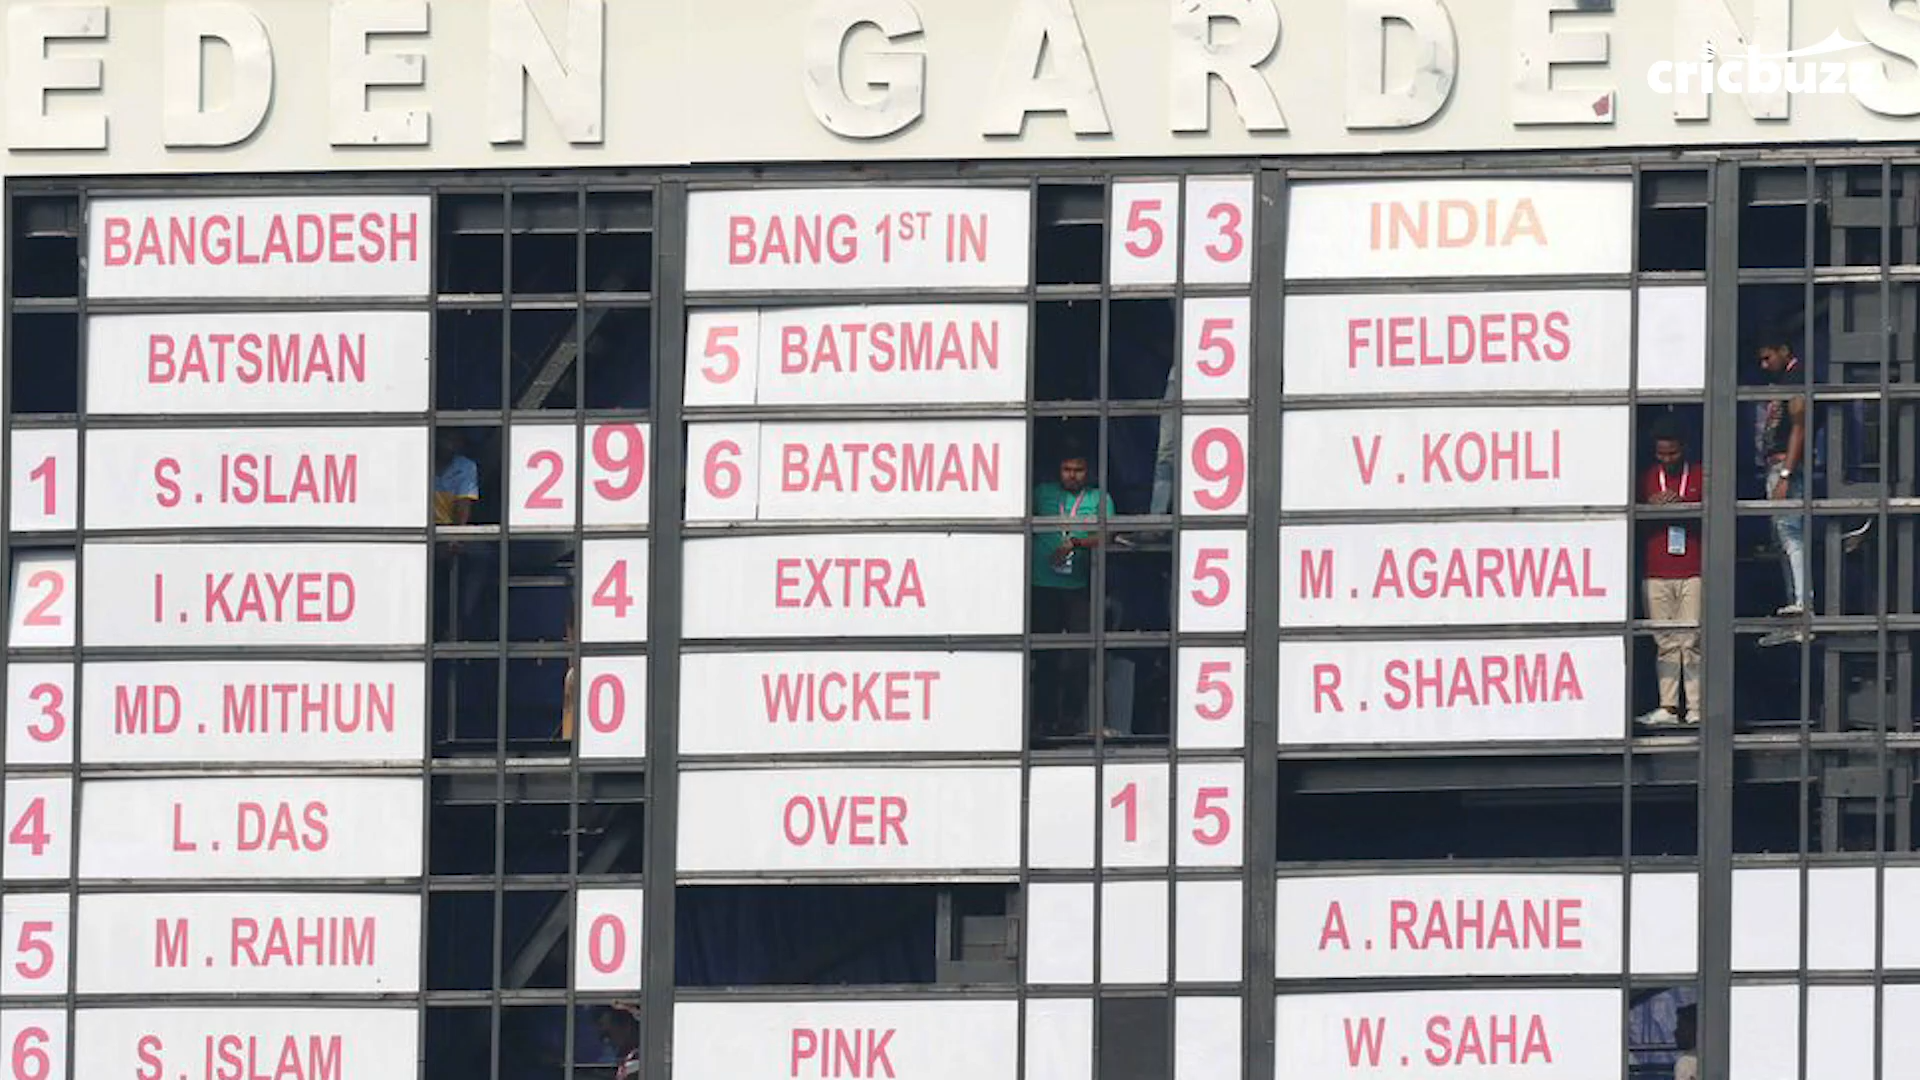 EDEN GARDENS
cricbuzz
BANGLADESH
BATSMAN
1 S . ISLAM 2 9
2 I . KAYED 4
3 MD . MITHUN 0
4 L . DAS
5 M . RAHIM 0
6 S . ISLAM
BANG 1ST IN 5 3
5 BATSMAN 5
6 BATSMAN 9
EXTRA 5
WICKET 5
OVER 1 5
PINK
INDIA
FIELDERS
V . KOHLI
M . AGARWAL
R . SHARMA
A . RAHANE
W . SAHA